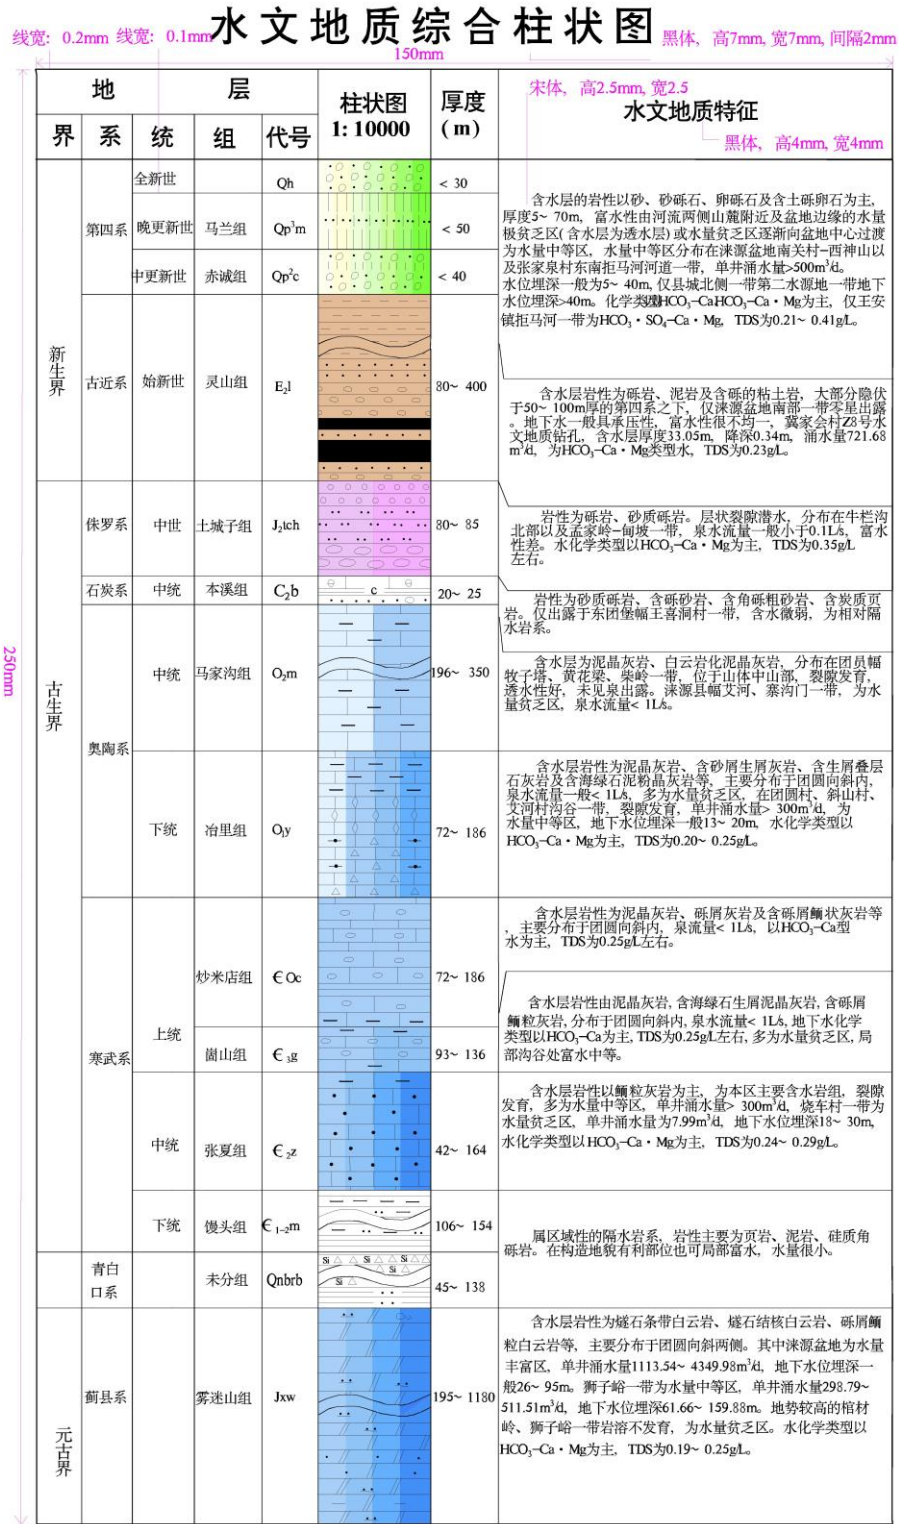 水文地质综合柱状图
线宽: 0.2mm 线宽: 0.1mm
黑体, 高7mm, 宽7mm, 间隔2mm
150mm
250mm
地 层
界 系 统 组 代号
柱状图
1: 10000
厚度
(m)
宋体, 高2.5mm, 宽2.5
水文地质特征
黑体, 高4mm, 宽4mm
新生界
第四系
全新世 Qh < 30
晚更新世 马兰组 Qp³m < 50
中更新世 赤诚组 Qp²c < 40
含水层的岩性以砂、砂砾石、卵砾石及含土砾卵石为主,
厚度5~ 70m, 富水性由河流两侧山麓附近及盆地边缘的水量
极贫乏区(含水层为透水层)或水量贫乏区逐渐向盆地中心过渡
为水量中等区, 水量中等区分布在涞源盆地南关村-西神山以
及张家泉村东南拒马河河道一带, 单井涌水量>500m³/d。
水位埋深一般为5~ 40m, 仅县城北侧一带第二水源地一带地下
水位埋深>40m。化学类型以HCO₃-Ca,HCO₃-Ca·Mg为主, 仅王安
镇拒马河一带为HCO₃·SO₄-Ca·Mg, TDS为0.21~ 0.41g/L。
古近系 始新世 灵山组 E₂l 80~ 400
含水层岩性为砾岩、泥岩及含砾的粘土岩, 大部分隐伏
于50~ 100m厚的第四系之下, 仅涞源盆地南部一带零星出露
。地下水一般具承压性, 富水性很不均一, 冀家会村Z8号水
文地质钻孔, 含水层厚度33.05m, 降深0.34m, 涌水量721.68
m³/d, 为HCO₃-Ca·Mg类型水, TDS为0.23g/L。
古生界
侏罗系 中世 土城子组 J₂tch 80~ 85
岩性为砾岩、砂质砾岩。层状裂隙潜水, 分布在牛栏沟
北部以及孟家岭-甸坡一带, 泉水流量一般小于0.1L/s, 富水
性差。水化学类型以HCO₃-Ca·Mg为主, TDS为0.35g/L
左右。
石炭系 中统 本溪组 C₂b C 20~ 25
岩性为砂质砾岩、含砾砂岩、含角砾粗砂岩、含炭质页
岩。仅出露于东团堡幅王喜洞村一带, 含水微弱, 为相对隔
水岩系。
奥陶系
中统 马家沟组 O₂m 196~ 350
含水层为泥晶灰岩、白云岩化泥晶灰岩, 分布在团员幅
牧子塔、黄花梁、柴岭一带, 位于山体中山部, 裂隙发育,
透水性好, 未见泉出露。涞源县幅艾河、寨沟门一带, 为水
量贫乏区, 泉水流量< 1L/s。
下统 冶里组 O₁y 72~ 186
含水层岩性为泥晶灰岩、含砂屑生屑灰岩、含生屑叠层
石灰岩及含海绿石泥粉晶灰岩等, 主要分布于团圆向斜内,
泉水流量一般< 1L/s, 多为水量贫乏区, 在团圆村、斜山村、
艾河村沟谷一带, 裂隙发育, 单井涌水量> 300m³/d, 为
水量中等区, 地下水位埋深一般13~ 20m, 水化学类型以
HCO₃-Ca·Mg为主, TDS为0.20~ 0.25g/L。
寒武系
上统
炒米店组 ЄOc 72~ 186
含水层岩性为泥晶灰岩、砾屑灰岩及含砾屑鲕状灰岩等
, 主要分布于团圆向斜内, 泉流量< 1L/s, 以HCO₃-Ca型
水为主, TDS为0.25g/L左右。
崮山组 Є₃g 93~ 136
含水层岩性由泥晶灰岩, 含海绿石生屑泥晶灰岩, 含砾屑
鲕粒灰岩, 分布于团圆向斜内, 泉水流量< 1L/s, 地下水化学
类型以HCO₃-Ca为主, TDS为0.25g/L左右, 多为水量贫乏区, 局
部沟谷处富水中等。
中统 张夏组 Є₂z 42~ 164
含水层岩性以鲕粒灰岩为主, 为本区主要含水岩组, 裂隙
发育, 多为水量中等区, 单井涌水量> 300m³/d, 烧车村一带为
水量贫乏区, 单井涌水量为7.99m³/d, 地下水位埋深18~ 30m,
水化学类型以HCO₃-Ca·Mg为主, TDS为0.24~ 0.29g/L。
下统 馒头组 Є₁₋₂m 106~ 154
属区域性的隔水岩系, 岩性主要为页岩、泥岩、硅质角
砾岩。在构造地貌有利部位也可局部富水, 水量很小。
元古界
青白
口系 未分组 Qnbrb 45~ 138
Si Si Si Si
Si
Si
蓟县系 雾迷山组 Jxw 195~ 1180
含水层岩性为燧石条带白云岩、燧石结核白云岩、砾屑鲕
粒白云岩等, 主要分布于团圆向斜两侧。其中涞源盆地为水量
丰富区, 单井涌水量1113.54~ 4349.98m³/d, 地下水位埋深一
般26~ 95m。狮子峪一带为水量中等区, 单井涌水量298.79~
511.51m³/d, 地下水位埋深61.66~ 159.88m。地势较高的棺材
岭、狮子峪一带岩溶不发育, 为水量贫乏区。水化学类型以
HCO₃-Ca·Mg为主, TDS为0.19~ 0.25g/L。